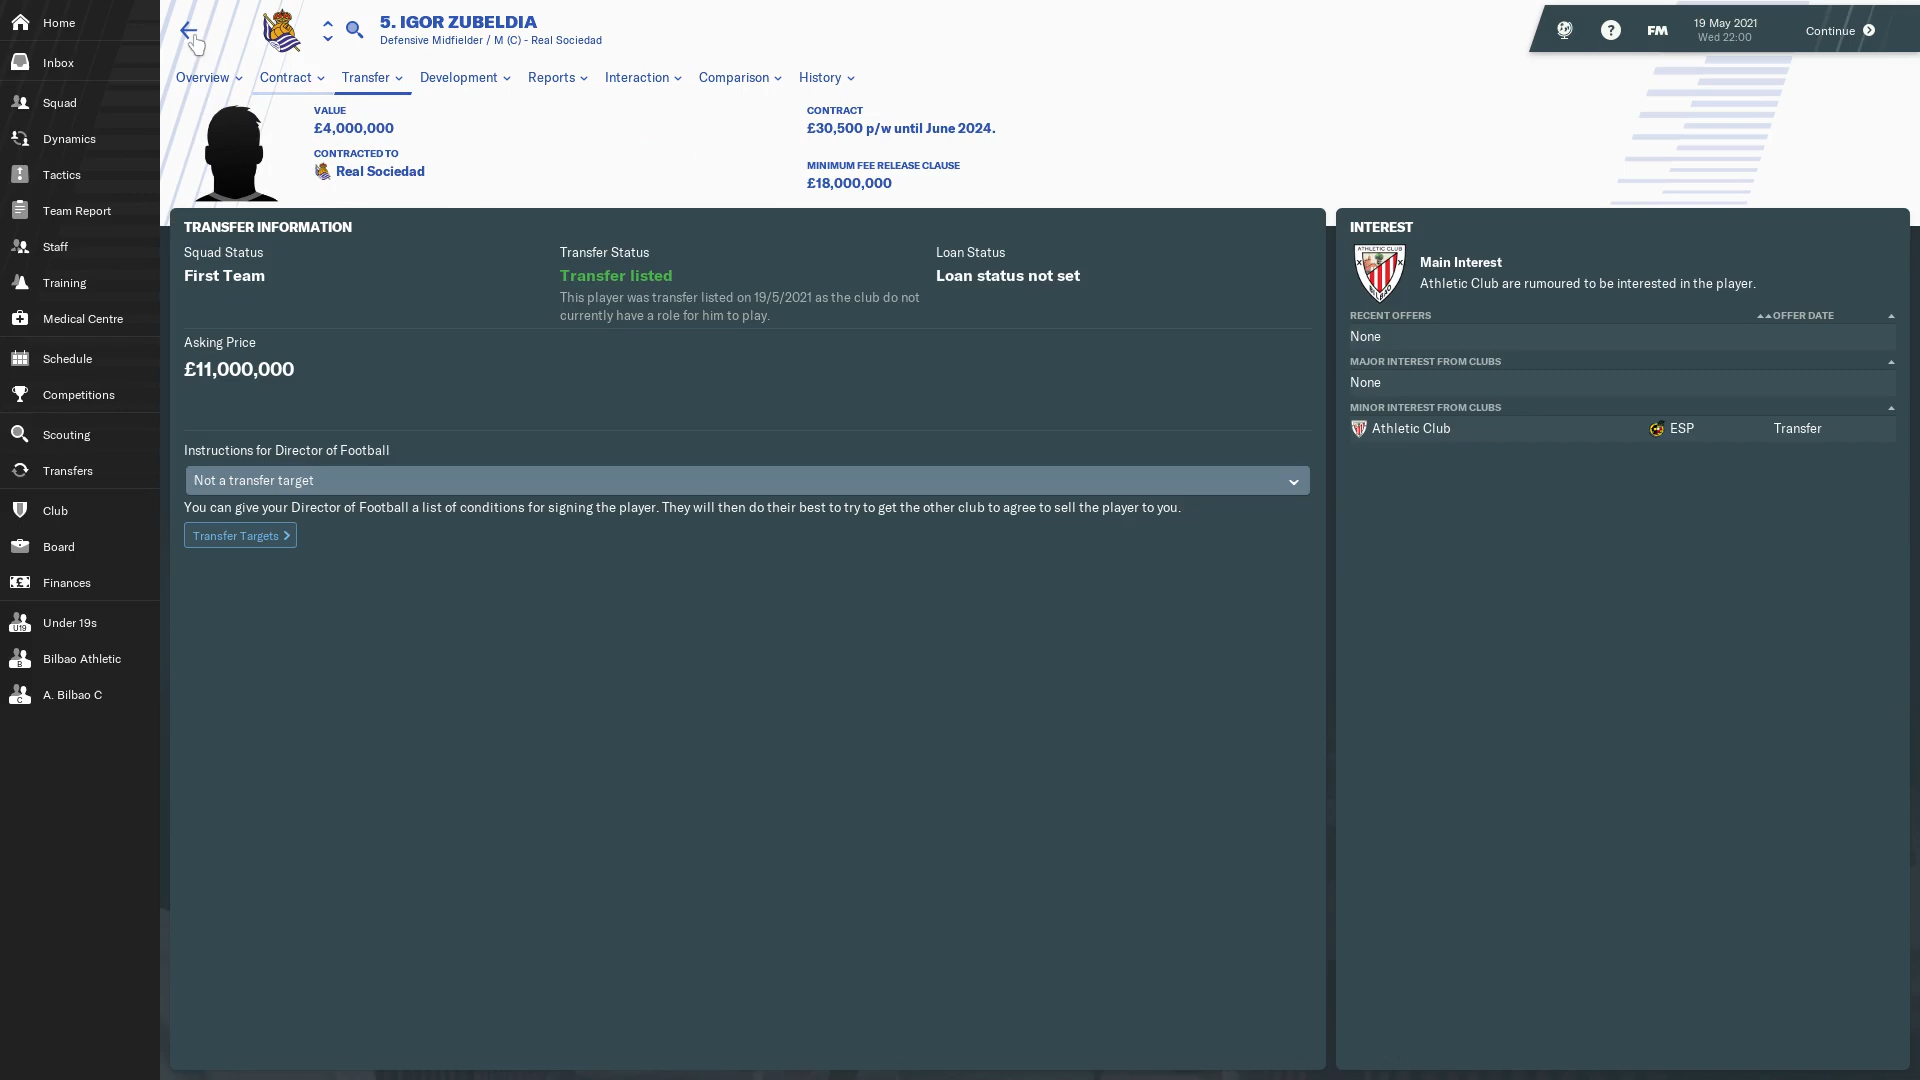 Home
Inbox
Squad
Dynamics
Tactics
Team Report
Staff
Training
Medical Centre
Schedule
Competitions
Scouting
Transfers
Club
Board
Finances
U19
Under 19s
B
Bilbao Athletic
C
A. Bilbao C
5. IGOR ZUBELDIA
Defensive Midfielder / M (C) - Real Sociedad
?
FM
19 May 2021
Wed 22:00
Continue
Overview Contract Transfer Development Reports Interaction Comparison History
VALUE
£4,000,000
CONTRACTED TO
Real Sociedad
CONTRACT
£30,500 p/w until June 2024.
MINIMUM FEE RELEASE CLAUSE
£18,000,000
TRANSFER INFORMATION
Squad Status
First Team
Transfer Status
Transfer listed
This player was transfer listed on 19/5/2021 as the club do not
currently have a role for him to play.
Loan Status
Loan status not set
Asking Price
£11,000,000
Instructions for Director of Football
Not a transfer target
You can give your Director of Football a list of conditions for signing the player. They will then do their best to try to get the other club to agree to sell the player to you.
Transfer Targets
INTEREST
ATHLETIC CLUB
BILBAO
Main Interest
Athletic Club are rumoured to be interested in the player.
RECENT OFFERS OFFER DATE
None
MAJOR INTEREST FROM CLUBS
None
MINOR INTEREST FROM CLUBS
Athletic Club ESP Transfer